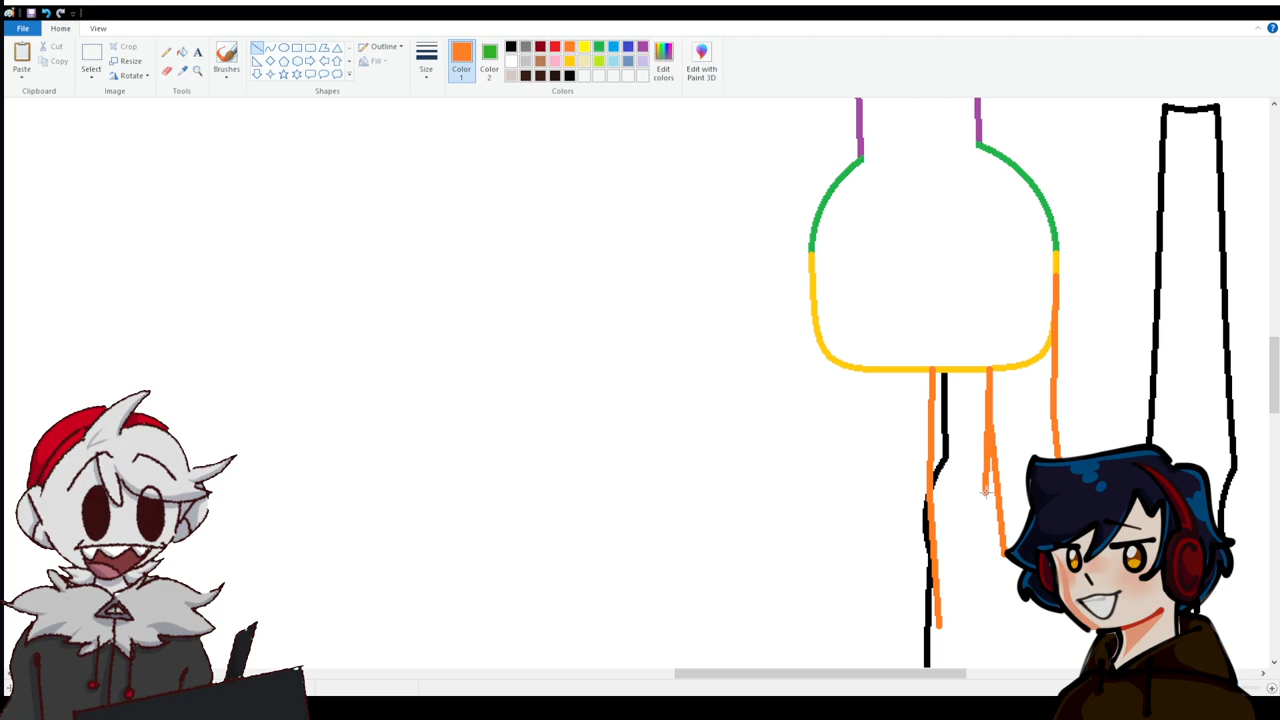 File Home View
Paste Cut Copy Clipboard
Select Crop Resize Rotate Image
A Tools
Brushes
Outline Fill Shapes
Size
Color 1 Color 2 Edit colors Colors
Edit with Paint 3D